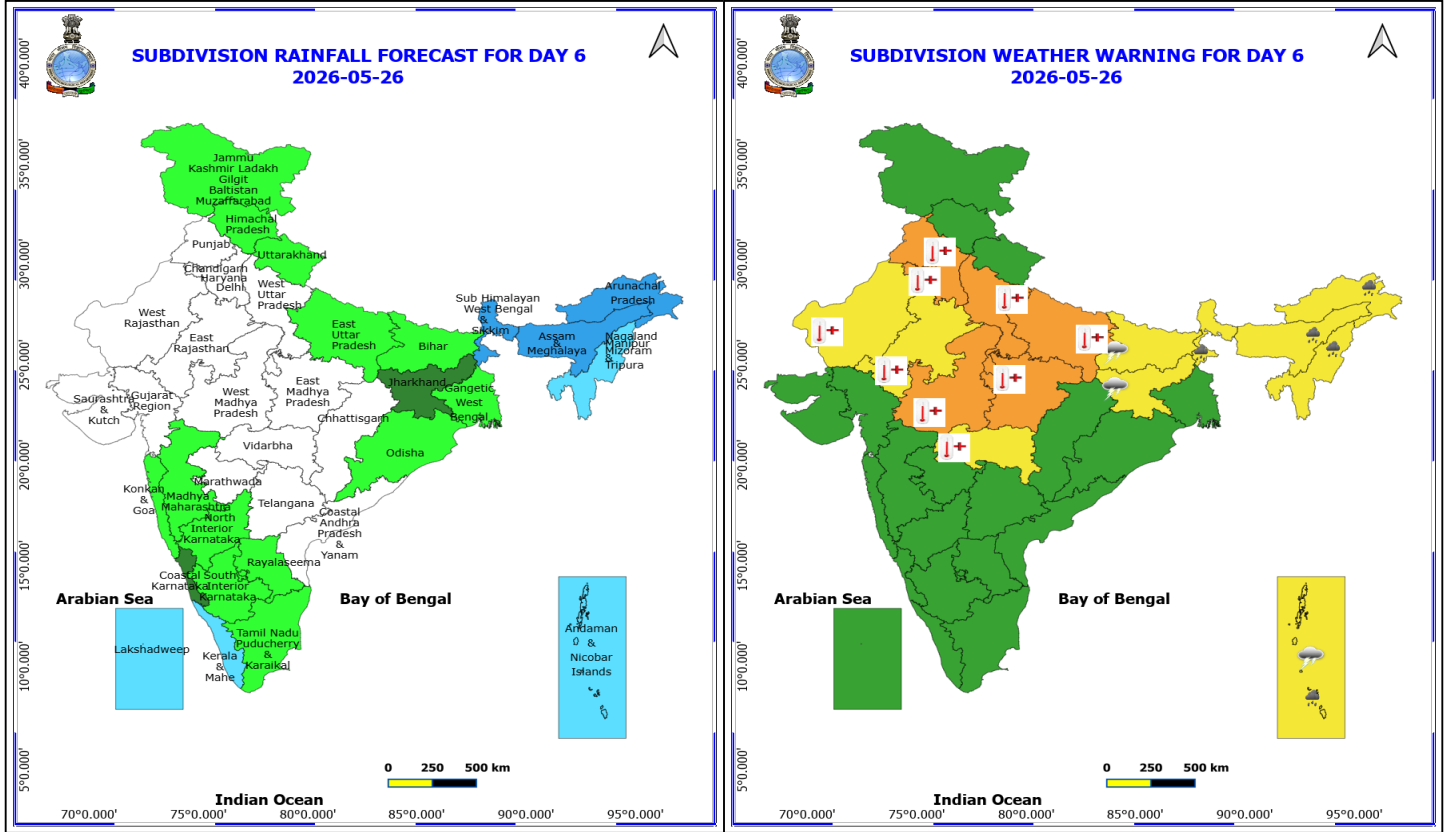 SUBDIVISION RAINFALL FORECAST FOR DAY 6
2026-05-26
40°0.000'
35°0.000'
30°0.000'
25°0.000'
20°0.000'
15°0.000'
10°0.000'
5°0.000'
Jammu
Kashmir Ladakh
Gilgit
Baltistan
Muzaffarabad
Himachal
Pradesh
Punjab
Uttarakhand
Chandigarh
Haryana
Delhi
West
Uttar
Pradesh
West
Rajasthan
East
Rajasthan
East
Uttar
Pradesh
Bihar
Sub Himalayan
West Bengal
&
Sikkim
Arunachal
Pradesh
Assam
&
Meghalaya
Nagaland
Manipur
Mizoram
&
Tripura
Jharkhand
Gangetic
West
Bengal
Saurashtra
&
Kutch
Gujarat
Region
West
Madhya
Pradesh
East
Madhya
Pradesh
Chhattisgarh
Vidarbha
Odisha
Konkan
&
Goa
Madhya
Maharashtra
Marathwada
Telangana
North
Interior
Karnataka
Coastal
Andhra
Pradesh
&
Yanam
Rayalaseema
Coastal
Karnataka
South
Interior
Karnataka
Tamil Nadu
Puducherry
&
Karaikal
Kerala
&
Mahe
Lakshadweep
Andaman
&
Nicobar
Islands
Arabian Sea
Bay of Bengal
Indian Ocean
0 250 500 km
70°0.000' 75°0.000' 80°0.000' 85°0.000' 90°0.000' 95°0.000'
SUBDIVISION WEATHER WARNING FOR DAY 6
2026-05-26
40°0.000'
35°0.000'
30°0.000'
25°0.000'
20°0.000'
15°0.000'
10°0.000'
5°0.000'
Arabian Sea
Bay of Bengal
Indian Ocean
0 250 500 km
70°0.000' 75°0.000' 80°0.000' 85°0.000' 90°0.000' 95°0.000'